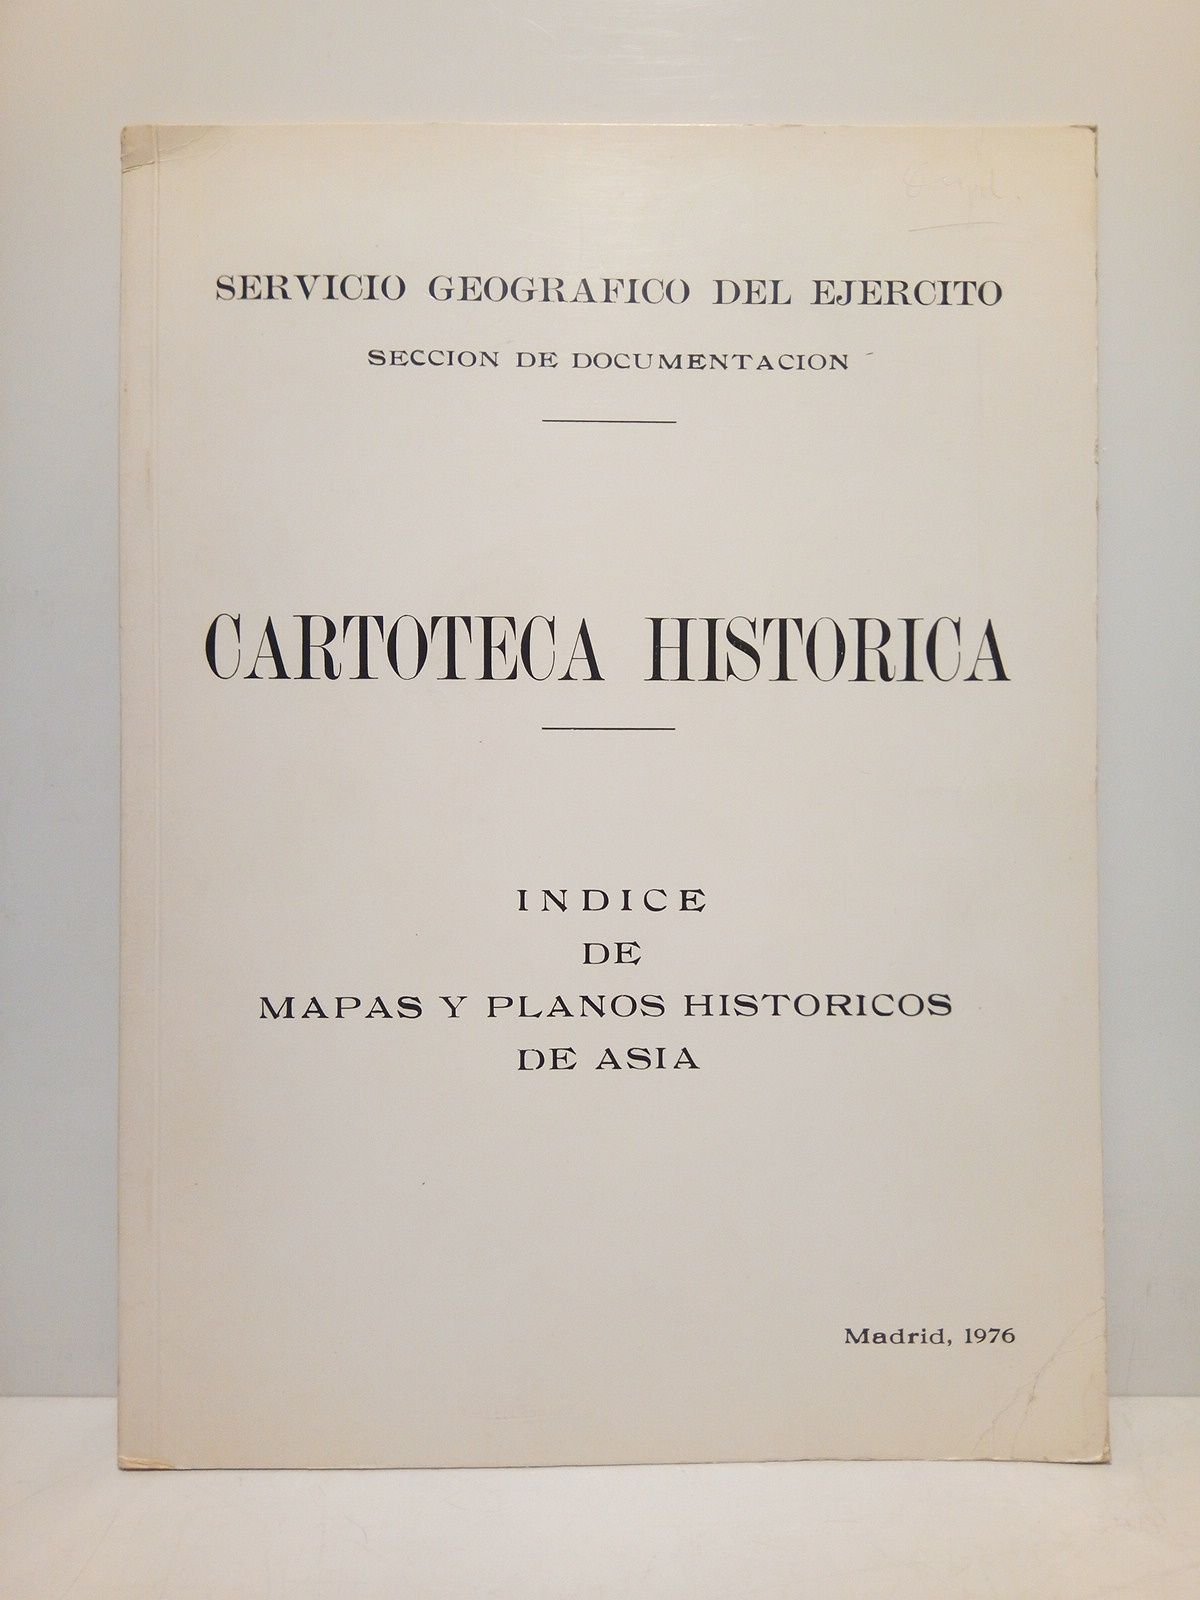 SERVICIO GEOGRAFICO DEL EJERCITO
SECCION DE DOCUMENTACION
CARTOTECA HISTORICA
INDICE
DE
MAPAS Y PLANOS HISTORICOS
DE ASIA
Madrid, 1976